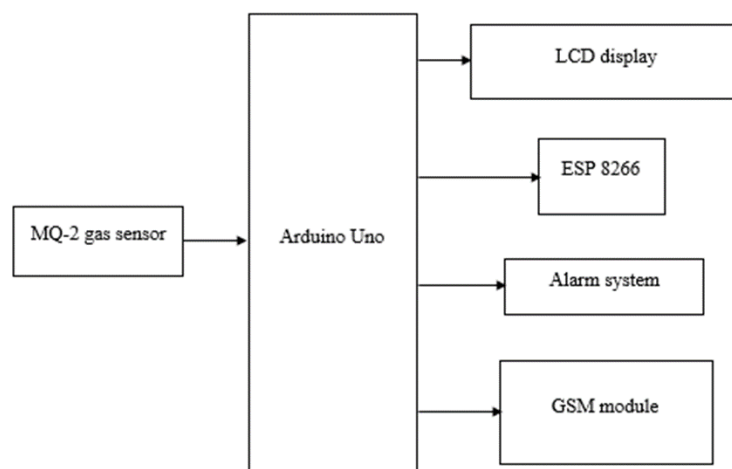 LCD display
ESP 8266
MQ-2 gas sensor
Arduino Uno
Alarm system
GSM module